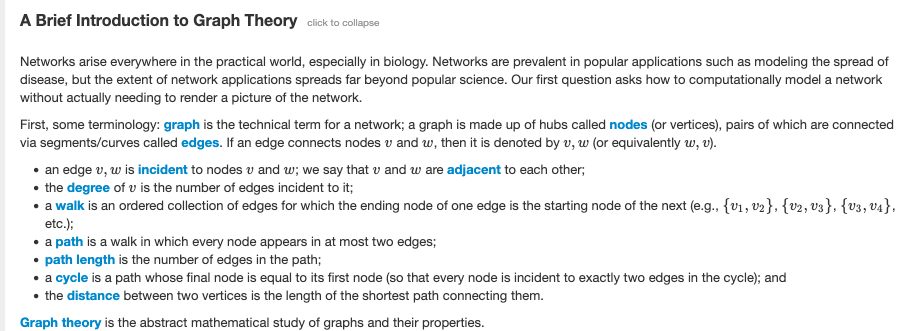 A Brief Introduction to Graph Theory click to collapse
Networks arise everywhere in the practical world, especially in biology. Networks are prevalent in popular applications such as modeling the spread of
disease, but the extent of network applications spreads far beyond popular science. Our first question asks how to computationally model a network
without actually needing to render a picture of the network.
First, some terminology: graph is the technical term for a network; a graph is made up of hubs called nodes (or vertices), pairs of which are connected
via segments/curves called edges. If an edge connects nodes v and w, then it is denoted by v, w (or equivalently w, v).
• an edge v, w is incident to nodes v and w; we say that v and w are adjacent to each other;
• the degree of v is the number of edges incident to it;
• a walk is an ordered collection of edges for which the ending node of one edge is the starting node of the next (e.g., {v₁, v₂}, {v₂, v₃}, {v₃, v₄},
etc.);
• a path is a walk in which every node appears in at most two edges;
• path length is the number of edges in the path;
• a cycle is a path whose final node is equal to its first node (so that every node is incident to exactly two edges in the cycle); and
• the distance between two vertices is the length of the shortest path connecting them.
Graph theory is the abstract mathematical study of graphs and their properties.